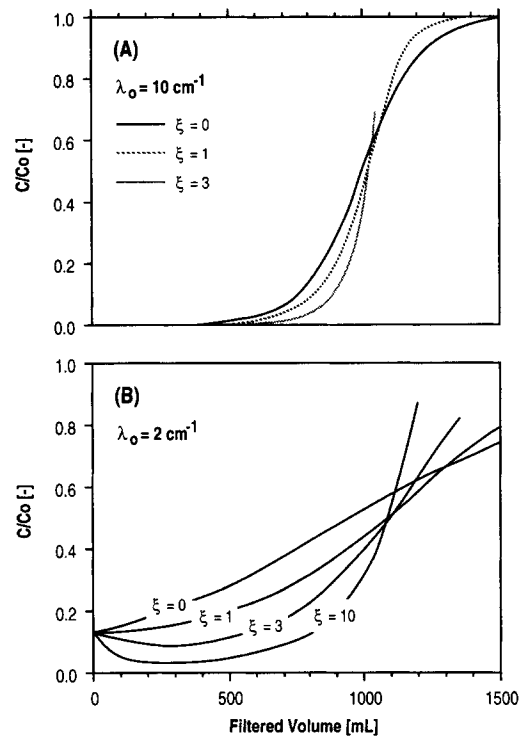 1.0
(A)
0.8
λo = 10 cm-1
0.6
ξ = 0
C/Co [-]
ξ = 1
0.4
ξ = 3
0.2
0.0
1.0
(B)
0.8
λo = 2 cm-1
0.6
C/Co [-]
0.4
0.2
ξ = 0
ξ = 1
ξ = 3
ξ = 10
0.0
0 500 1000 1500
Filtered Volume [mL]